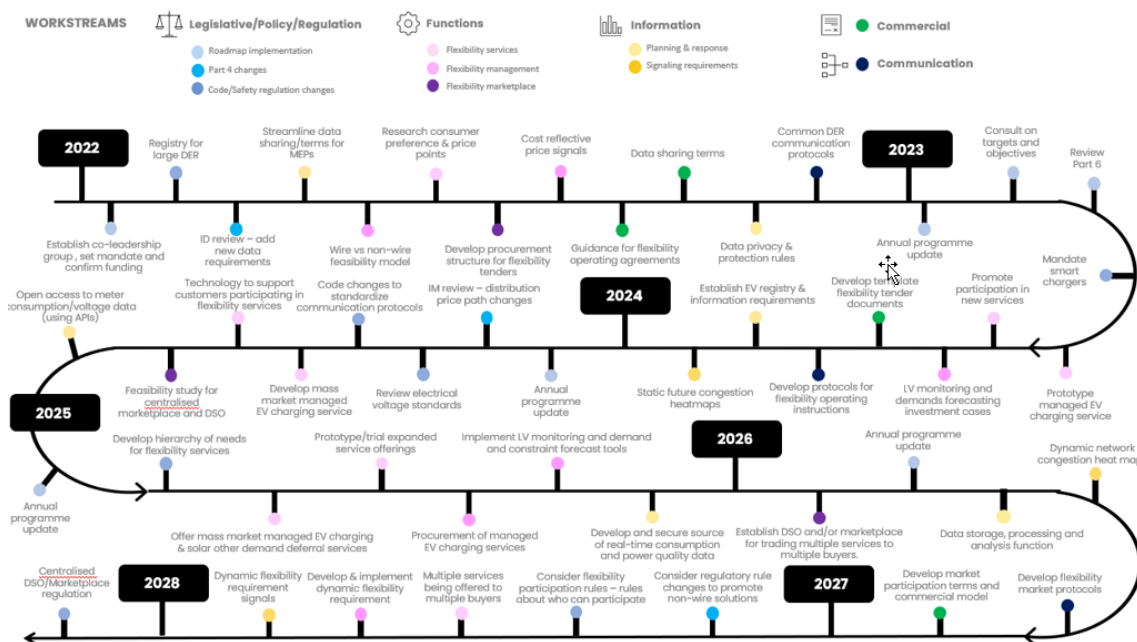 WORKSTREAMS
Legislative/Policy/Regulation
Roadmap implementation
Part 4 changes
Code/Safety regulation changes
Functions
Flexibility services
Flexibility management
Flexibility marketplace
Information
Planning & response
Signaling requirements
Commercial
Communication
2022
Registry for
large DER
Streamline data
sharing/terms for
MEPs
Research consumer
preference & price
points
Cost reflective
price signals
Data sharing terms
Common DER
communication
protocols
2023
Consult on
targets and
objectives
Review
Part 6
Establish co-leadership
group , set mandate and
confirm funding
ID review – add
new data
requirements
Wire vs non-wire
feasibility model
Develop procurement
structure for flexibility
tenders
Guidance for flexibility
operating agreements
Data privacy &
protection rules
Annual programme
update
Mandate
smart
chargers
Open access to meter
consumption/voltage data
(using APIs)
Technology to support
customers participating in
flexibility services
Code changes to
standardize
communication protocols
IM review – distribution
price path changes
2024
Establish EV registry &
information requirements
Develop template
flexibility tender
documents
Promote
participation in
new services
Feasibility study for
centralised
marketplace and DSO
Develop mass
market managed
EV charging service
Review electrical
voltage standards
Annual
programme
update
Static future congestion
heatmaps
Develop protocols for
flexibility operating
instructions
LV monitoring and
demands forecasting
investment cases
Prototype
managed EV
charging service
2025
Develop hierarchy of needs
for flexibility services
Prototype/trial expanded
service offerings
Implement LV monitoring and demand
and constraint forecast tools
2026
Annual programme
update
Dynamic network
congestion heat map
Annual
programme
update
Offer mass market managed EV charging
& solar other demand deferral services
Procurement of managed
EV charging services
Develop and secure source
of real-time consumption
and power quality data
Establish DSO and/or marketplace
for trading multiple services to
multiple buyers.
Data storage, processing and
analysis function
Centralised
DSO/Marketplace
regulation
2028
Dynamic flexibility
requirement
signals
Develop & implement
dynamic flexibility
requirement
Multiple services
being offered to
multiple buyers
Consider flexibility
participation rules – rules
about who can participate
Consider regulatory rule
changes to promote
non-wire solutions
2027
Develop market
participation terms and
commercial model
Develop flexibility
market protocols